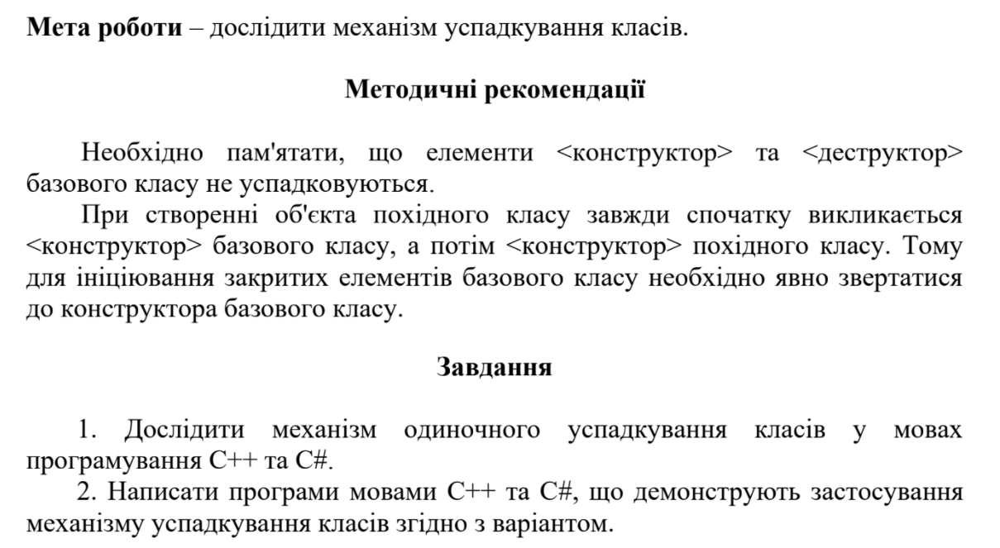 Мета роботи – дослідити механізм успадкування класів.
Методичні рекомендації
Необхідно пам'ятати, що елементи <конструктор> та <деструктор>
базового класу не успадковуються.
При створенні об'єкта похідного класу завжди спочатку викликається
<конструктор> базового класу, а потім <конструктор> похідного класу. Тому
для ініціювання закритих елементів базового класу необхідно явно звертатися
до конструктора базового класу.
Завдання
1. Дослідити механізм одиночного успадкування класів у мовах
програмування C++ та C#.
2. Написати програми мовами C++ та C#, що демонструють застосування
механізму успадкування класів згідно з варіантом.